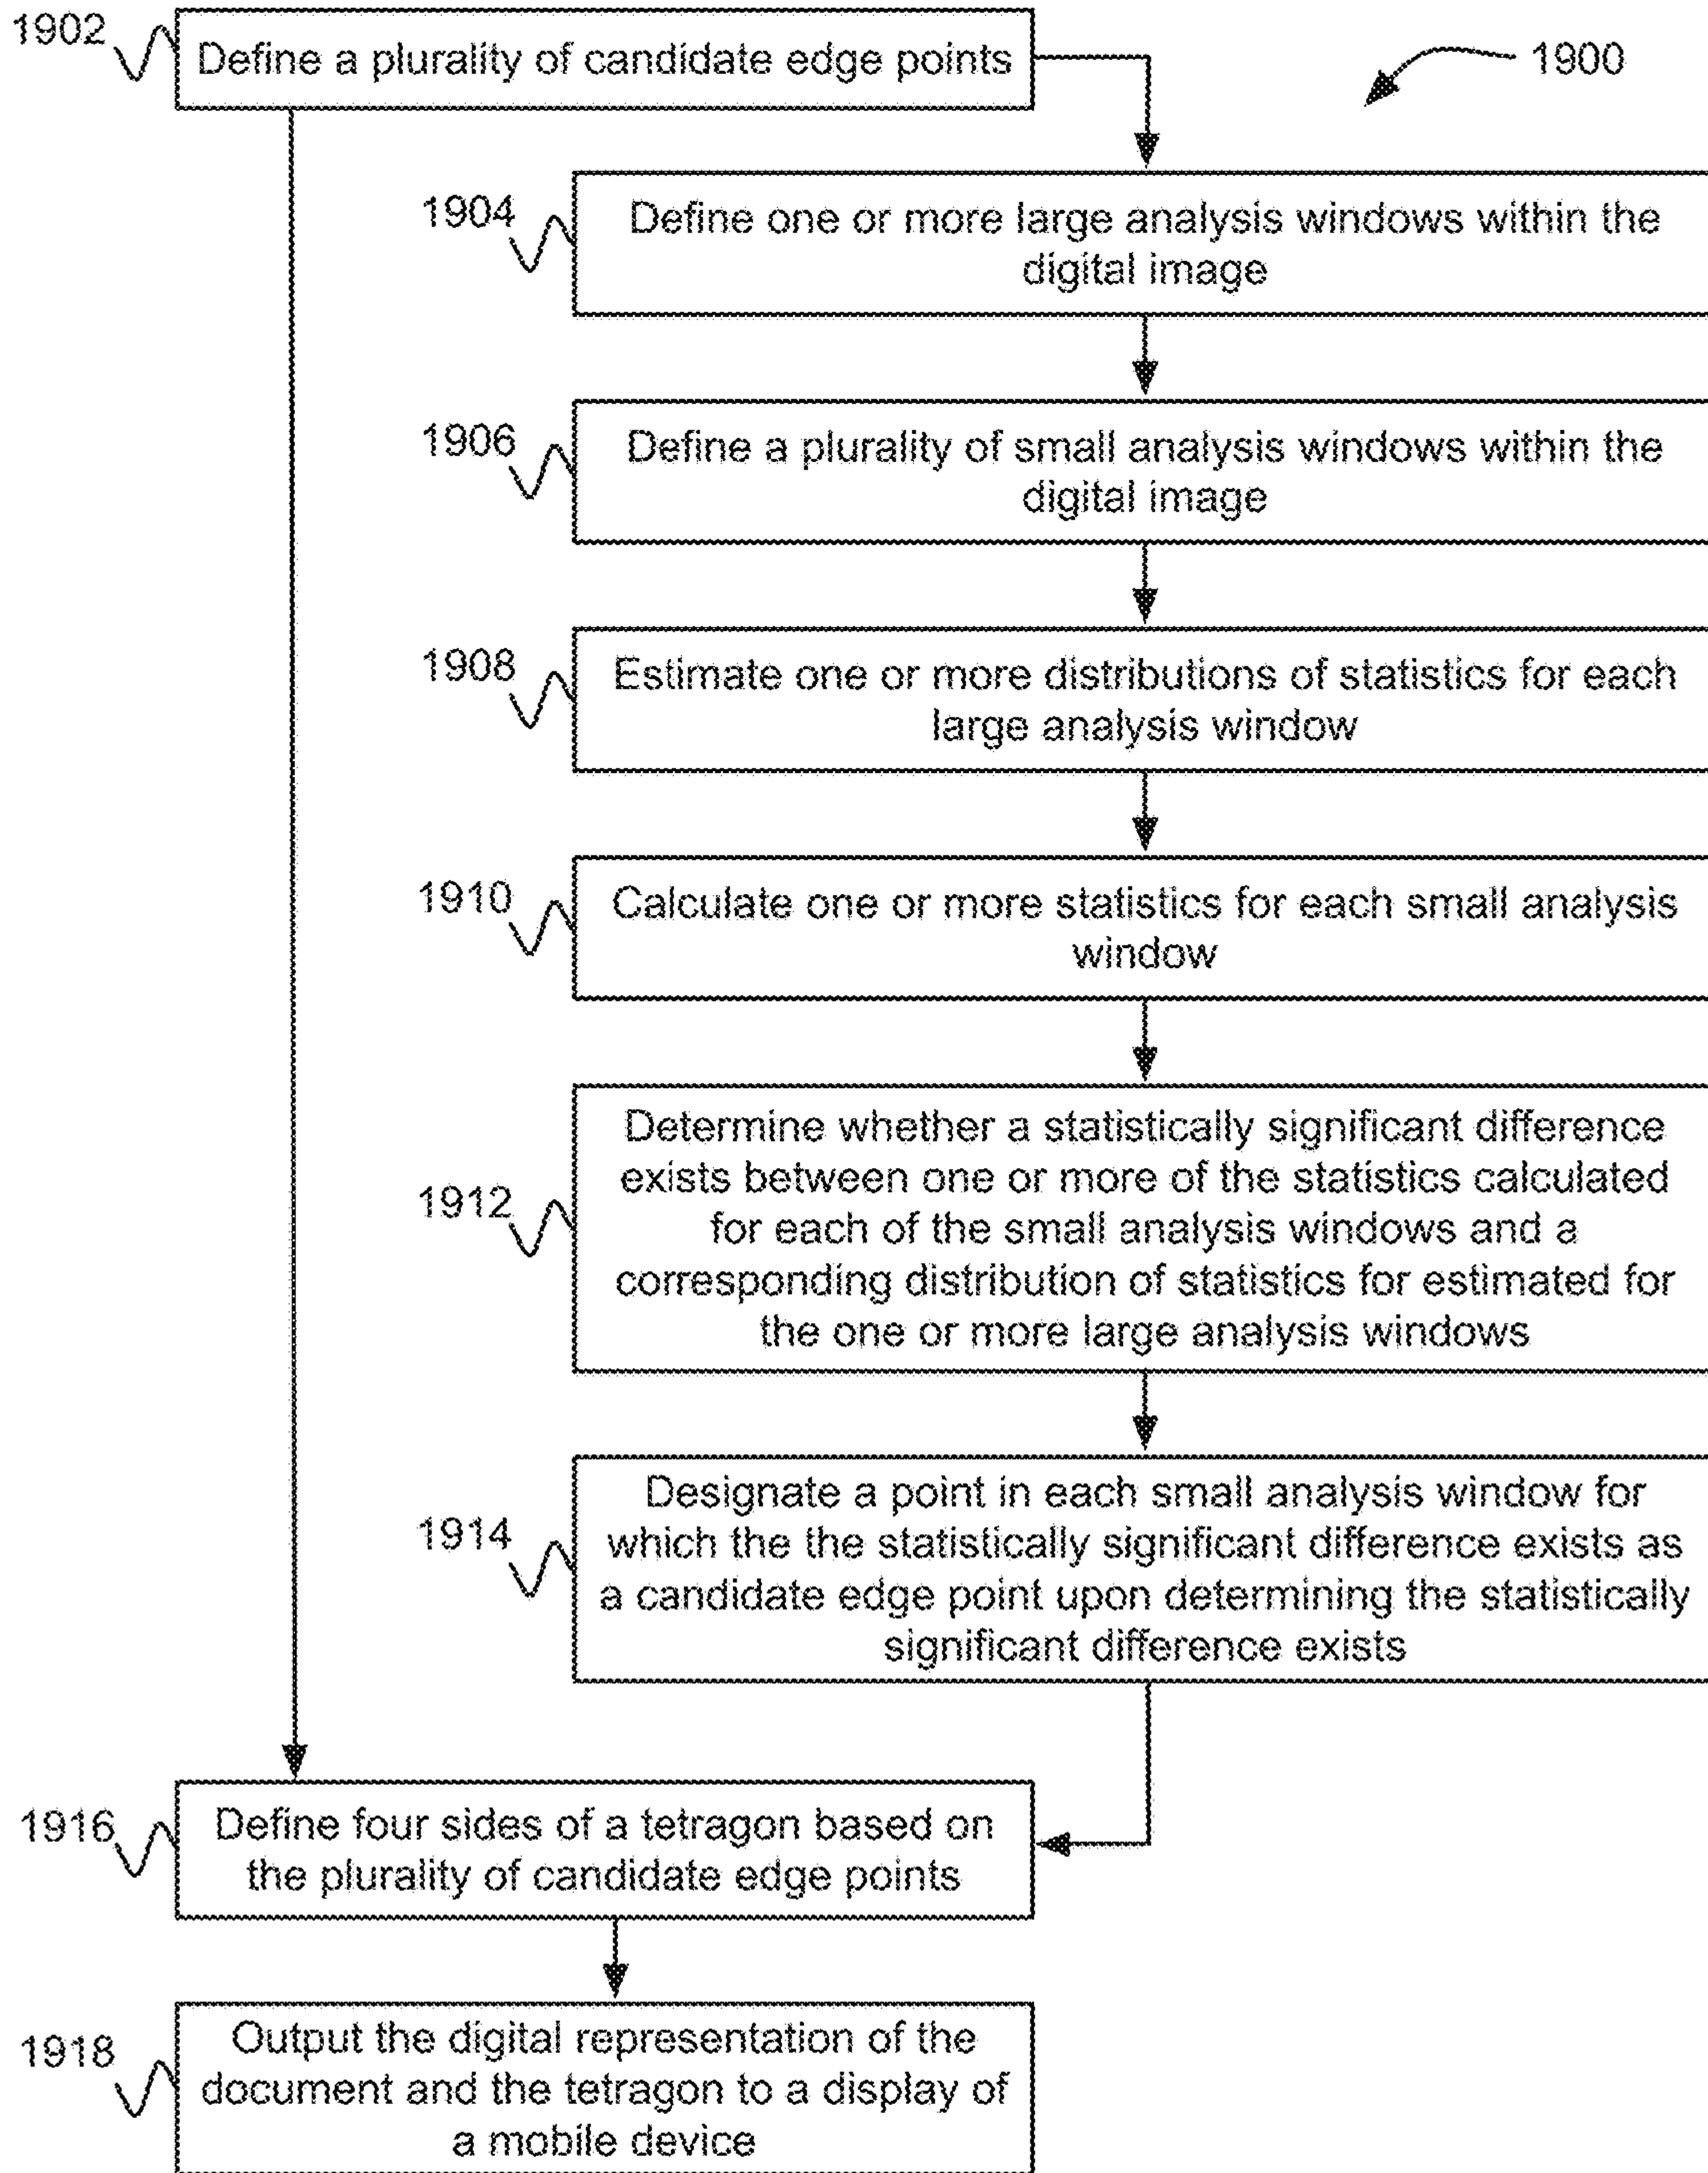 1902
Define a plurality of candidate edge points
1900
1904
Define one or more large analysis windows within the
digital image
1906
Define a plurality of small analysis windows within the
digital image
1908
Estimate one or more distributions of statistics for each
large analysis window
1910
Calculate one or more statistics for each small analysis
window
1912
Determine whether a statistically significant difference
exists between one or more of the statistics calculated
for each of the small analysis windows and a
corresponding distribution of statistics for estimated for
the one or more large analysis windows
1914
Designate a point in each small analysis window for
which the the statistically significant difference exists as
a candidate edge point upon determining the statistically
significant difference exists
1916
Define four sides of a tetragon based on
the plurality of candidate edge points
1918
Output the digital representation of the
document and the tetragon to a display of
a mobile device